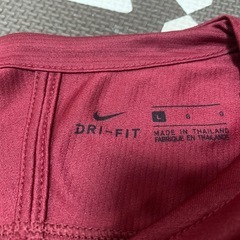 DRI-FIT
L G G
MADE IN THAILAND
FABRIQUÉ EN THAÏLANDE